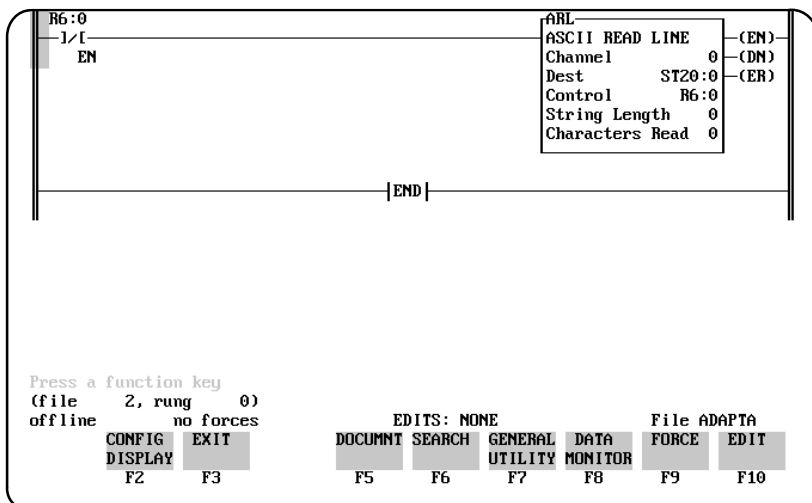 R6:0
]/[
EN
ARL
ASCII READ LINE (EN)
Channel 0 (DN)
Dest ST20:0 (ER)
Control R6:0
String Length 0
Characters Read 0
END
Press a function key
(file 2, rung 0)
offline no forces EDITS: NONE File ADAPTA
CONFIG EXIT DOCUMNT SEARCH GENERAL DATA FORCE EDIT
DISPLAY UTILITY MONITOR
F2 F3 F5 F6 F7 F8 F9 F10